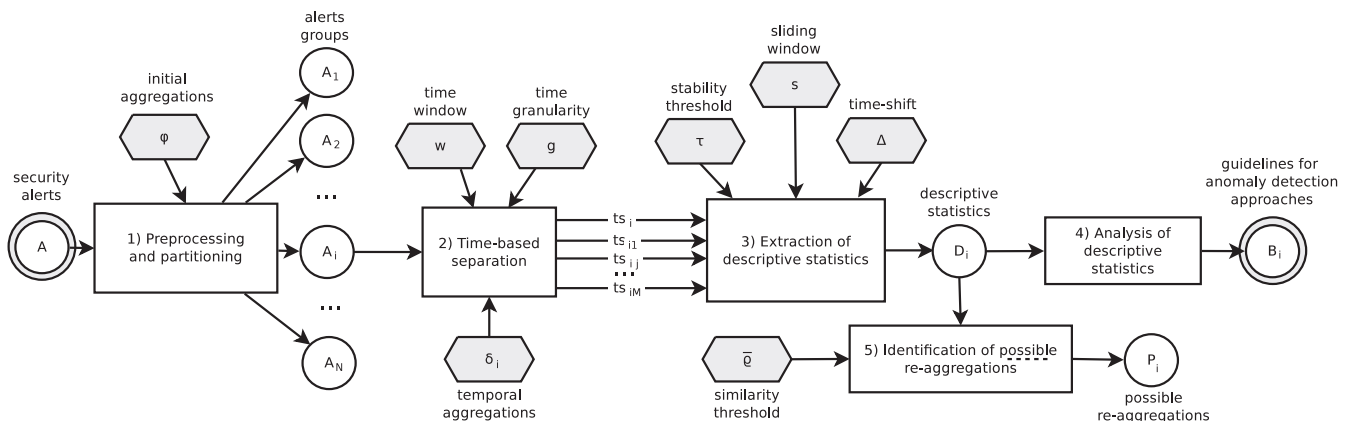 alerts
groups
A1
initial
aggregations
φ
A2
...
security
alerts
A
1) Preprocessing
and partitioning
Ai
...
AN
time
window
w
time
granularity
g
2) Time-based
separation
δi
temporal
aggregations
tsi
tsi1
tsij
...
tsiM
sliding
window
s
stability
threshold
τ
time-shift
Δ
3) Extraction of
descriptive statistics
descriptive
statistics
Di
4) Analysis of
descriptive
statistics
guidelines for
anomaly detection
approaches
Bi
ϱ̅
similarity
threshold
5) Identification of possible
re-aggregations
Pi
possible
re-aggregations